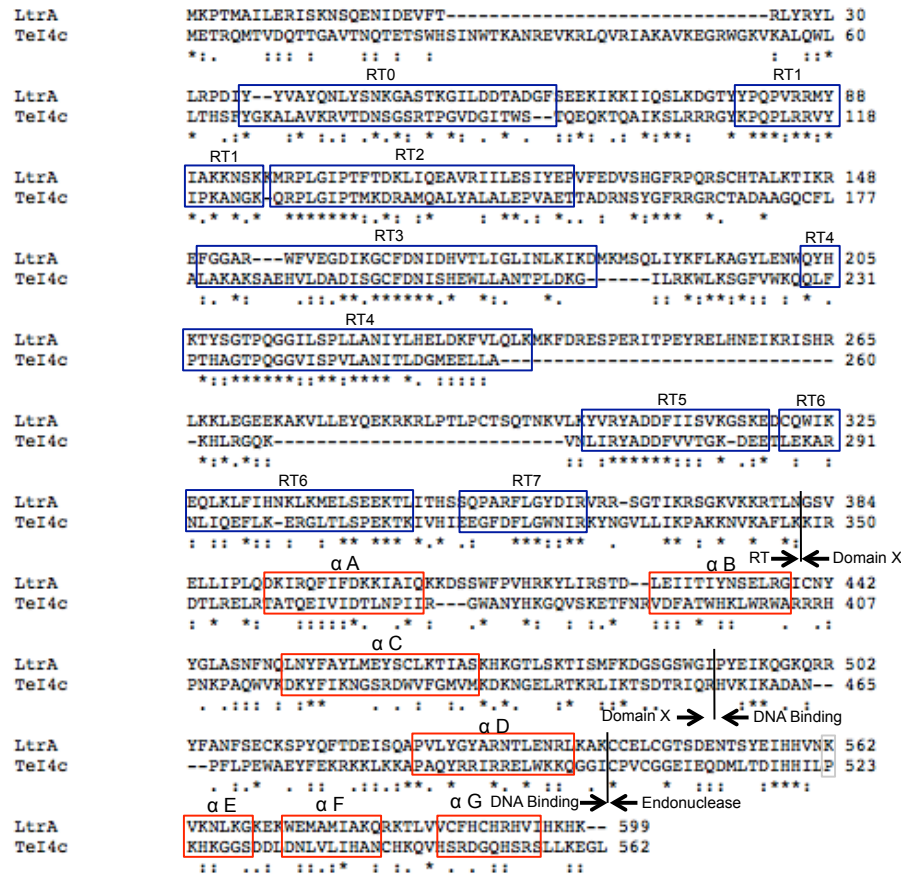 LtrA MKPTMAILERISKNSQENIDEVFT------------------------------RLYRYL 30
TeI4c METRQMTVDQTTGAVTNQTETSWHSINWTKANREVKRLQVRIAKAVKEGRWGKVKALQWL 60
*:. :: : : : : . :*
RT0 RT1
LtrA LRPDIY--YVAYQNLYSNKGASTKGILDDTADGFSEEKIKKIIQSLKDGTYYPQPVRRMY 88
TeI4c LTHSFYGKALAVKRVTDNSGSRTPGVDGITWS--TQEQKTQAIKSLRRRGYKPQPLRRVY 118
* .:* :* :.: .*.*: * *: . * . ::*: : *:**: * ***:**:*
RT1 RT2
LtrA IAKKNSKKMRPLGIPTFTDKLIQEAVRIILESIYEPVFEDVSHGFRPQRSCHTALKTIKR 148
TeI4c IPKANGK-QRPLGIPTMKDRAMQALYALALEPVAETTADRNSYGFRRGRCTADAAGQCFL 177
*.* *.* *******:.*: :* : **.: *. : *:*** *. *
RT3 RT4
LtrA EFGGAR---WFVEGDIKGCFDNIDHVTLIGLINLKIKDMKMSQLIYKFLKAGYLENWQYH 205
TeI4c ALAKAKSAEHVLDADISGCFDNISHEWLLANTPLDKG-----ILRKWLKSGFVWKQQLF 231
:. *: .::.**.******.* *:. *. :: *:*:*:: : * .
RT4
LtrA KTYSGTPQGGILSPLLANIYLHELDKFVLQLKMKFDRESPERITPEYRELHNEIKRISHR 265
TeI4c PTHAGTPQGGVISPVLANITLDGMEELLA------------------------------- 260
*::******::**:**** *. :::::
RT5 RT6
LtrA LKKLEGEEKAKVLLEYQEKRKRLPTLPCTSQTNKVLKYVRYADDFIISVKGSKEDCQWIK 325
TeI4c -KHLRGQK---------------------------VNLIRYADDFVVTGK-DEETLEKAR 291
*:*.*:: :: :******::: * .:* : :
RT6 RT7
LtrA EQLKLFIHNKLKMELSEEKTLITHSSQPARFLGYDIRVRR-SGTIKRSGKVKKRTLNGSV 384
TeI4c NLIQEFLK-ERGLTLSPEKTKIVHIEEGFDFLGWNIRKYNGVLLIKPAKKNVKAFLKKIR 350
: :: *:: : : ** *** *.* .: ***::** . ** : * * *:
RT Domain X
α A α B
LtrA ELLIPLQDKIRQFIFDKKIAIQKKDSSWFPVHRKYLIRSTD--LEIITIYNSELRGICNY 442
TeI4c DTLRELRTATQEIVIDTLNPIIR---GWANYHKGQVSKETFNRVDFATWHKLWRWARRRH 407
: * *: :::::*. * : .* *: : :.* ::: * :: . .:
α C
LtrA YGLASNFNQLNYFAYLMEYSCLKTIASKHKGTLSKTISMFKDGSGSWGIPYEIKQGKQRR 502
TeI4c PNKPAQWVKDKYFIKNGSRDWVFGMVMKDKNGELRTKRLIKTSDTRIQRHVKIKADAN-- 465
. .::: : :** . . : :. *.*. :* ::* .. :** . :
Domain X DNA Binding
α D
LtrA YFANFSECKSPYQFTDEISQAPVLYGYARNTLENRLKAKCCELCGTSDENTSYEIHHVNK 562
TeI4c --PFLPEWAEYFEKRKKLKKAPAQYRRIRRELWKKQGGICPVCGGEIEQDMLTDIHHILP 523
DNA Binding Endonuclease
α E α F α G
LtrA VKNLKGKEKWEMAMIAKQRKTLVVCFHCHRHVIHKHK-- 599
TeI4c KHKGGSDDLDNLVLIHANCHKQVHSRDGQHSRSLLKEGL 562
:: ..: ::.:* : :. * . . :: ::